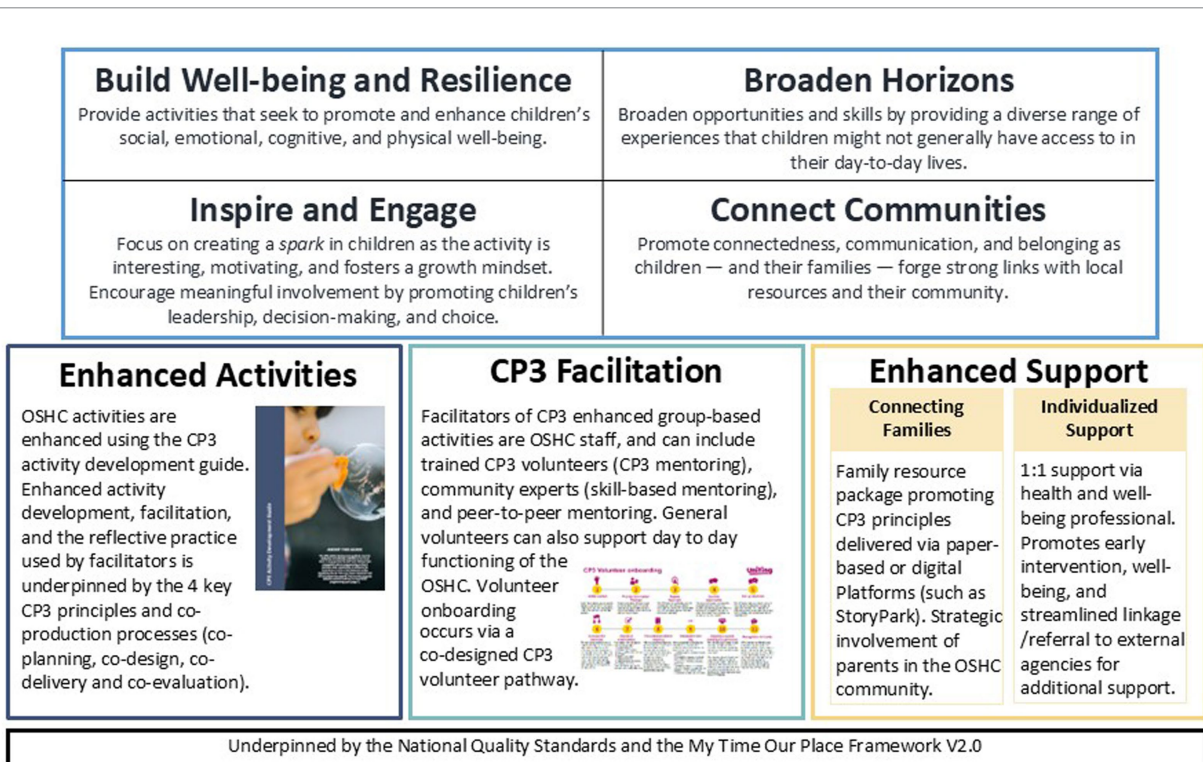 Build Well-being and Resilience
Provide activities that seek to promote and enhance children's
social, emotional, cognitive, and physical well-being.
Broaden Horizons
Broaden opportunities and skills by providing a diverse range of
experiences that children might not generally have access to in
their day-to-day lives.
Inspire and Engage
Focus on creating a spark in children as the activity is
interesting, motivating, and fosters a growth mindset.
Encourage meaningful involvement by promoting children's
leadership, decision-making, and choice.
Connect Communities
Promote connectedness, communication, and belonging as
children — and their families — forge strong links with local
resources and their community.
Enhanced Activities
OSHC activities are
enhanced using the CP3
activity development guide.
Enhanced activity
development, facilitation,
and the reflective practice
used by facilitators is
underpinned by the 4 key
CP3 principles and co-
production processes (co-
planning, co-design, co-
delivery and co-evaluation).
CP3 Activity Development Guide
ABOUT THIS GUIDE
CP3 Facilitation
Facilitators of CP3 enhanced group-based
activities are OSHC staff, and can include
trained CP3 volunteers (CP3 mentoring),
community experts (skill-based mentoring),
and peer-to-peer mentoring. General
volunteers can also support day to day
functioning of the
OSHC. Volunteer
onboarding
occurs via a
co-designed CP3
volunteer pathway.
CP3 Volunteer onboarding
Uniting
Enhanced Support
Connecting
Families
Family resource
package promoting
CP3 principles
delivered via paper-
based or digital
Platforms (such as
StoryPark). Strategic
involvement of
parents in the OSHC
community.
Individualized
Support
1:1 support via
health and well-
being professional.
Promotes early
intervention, well-
being, and
streamlined linkage
/referral to external
agencies for
additional support.
Underpinned by the National Quality Standards and the My Time Our Place Framework V2.0